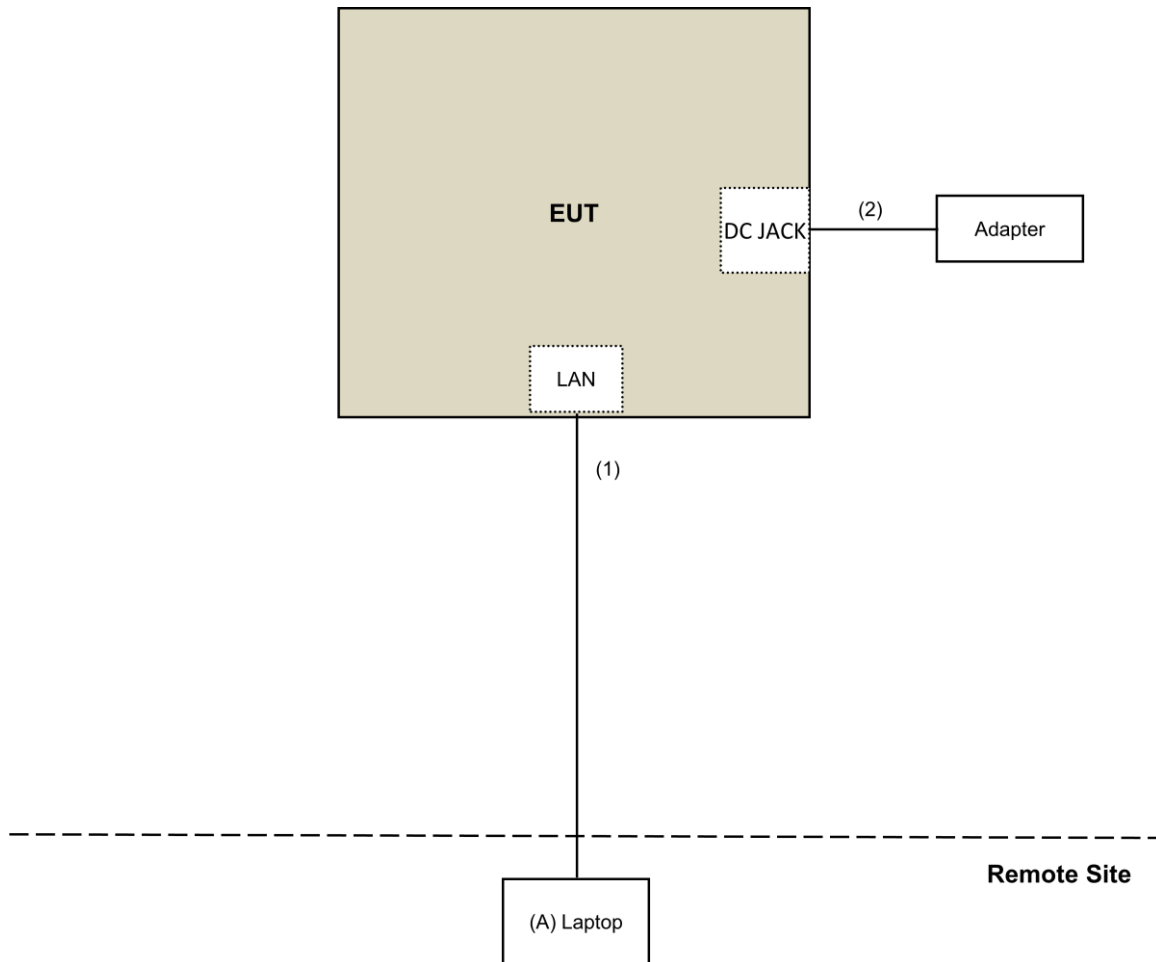 EUT
DC JACK
(2)
Adapter
LAN
(1)
Remote Site
(A) Laptop